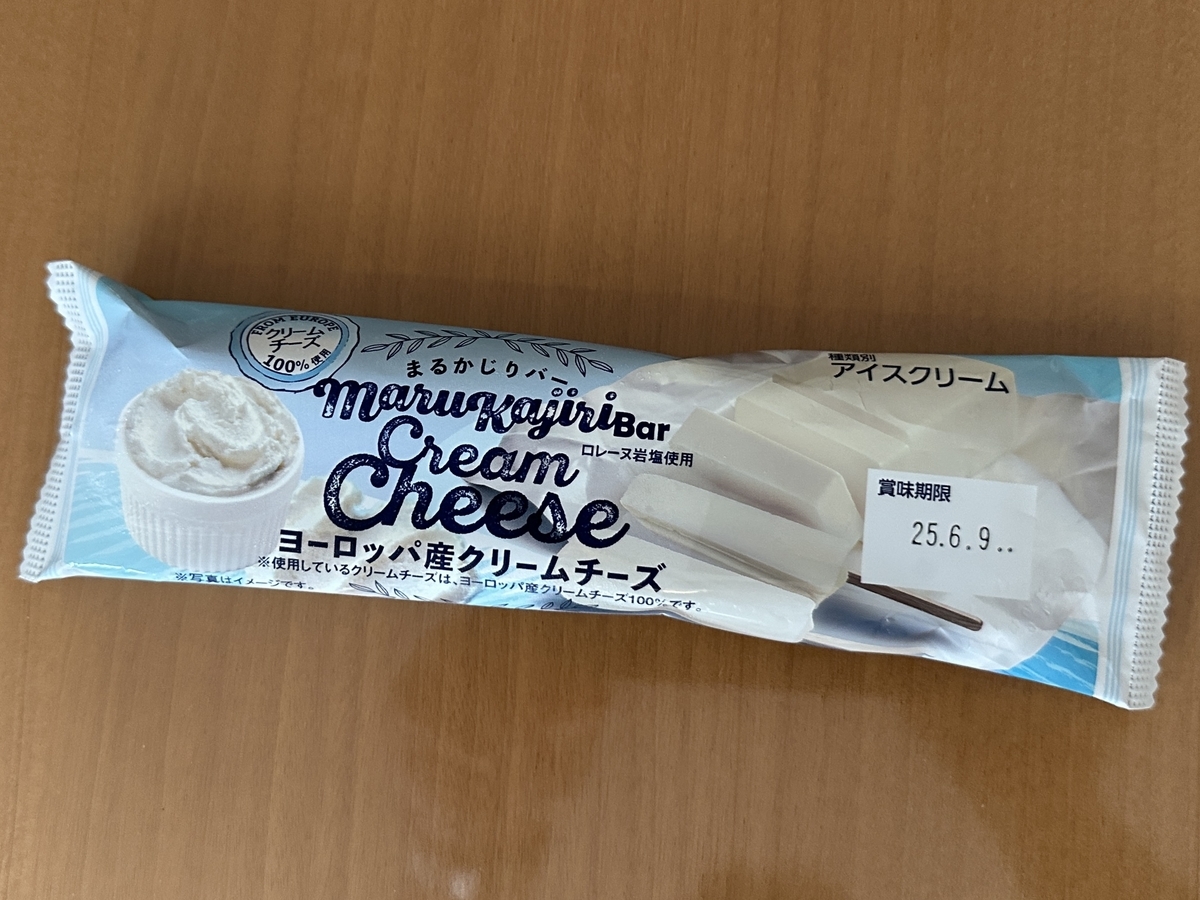 FROM EUROPE
クリーム
チーズ
100%使用
まるかじりバー
marukajiri Bar
Cream
Cheese
ロレーヌ岩塩使用
ヨーロッパ産クリームチーズ
※使用しているクリームチーズは、ヨーロッパ産クリームチーズ100%です。
※写真はイメージです。
種類別
アイスクリーム
賞味期限
25.6.9..